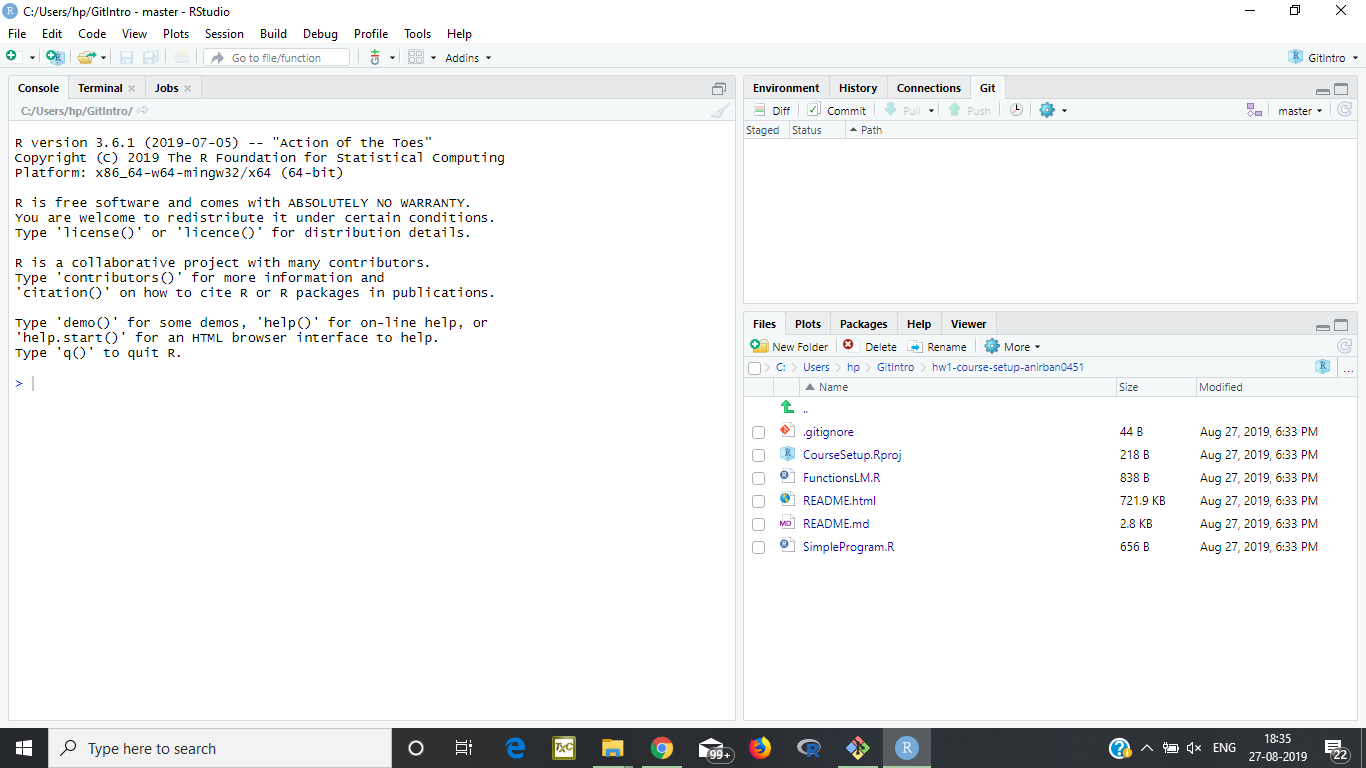 C:/Users/hp/GitIntro - master - RStudio
File Edit Code View Plots Session Build Debug Profile Tools Help
Go to file/function Addins GitIntro
Console Terminal Jobs
C:/Users/hp/GitIntro/
R version 3.6.1 (2019-07-05) -- "Action of the Toes"
Copyright (C) 2019 The R Foundation for Statistical Computing
Platform: x86_64-w64-mingw32/x64 (64-bit)
R is free software and comes with ABSOLUTELY NO WARRANTY.
You are welcome to redistribute it under certain conditions.
Type 'license()' or 'licence()' for distribution details.
R is a collaborative project with many contributors.
Type 'contributors()' for more information and
'citation()' on how to cite R or R packages in publications.
Type 'demo()' for some demos, 'help()' for on-line help, or
'help.start()' for an HTML browser interface to help.
Type 'q()' to quit R.
>
Environment History Connections Git
Diff Commit Pull Push master
Staged Status Path
Files Plots Packages Help Viewer
New Folder Delete Rename More
C: Users hp GitIntro hw1-course-setup-anirban0451 ...
Name Size Modified
..
.gitignore 44 B Aug 27, 2019, 6:33 PM
CourseSetup.Rproj 218 B Aug 27, 2019, 6:33 PM
FunctionsLM.R 838 B Aug 27, 2019, 6:33 PM
README.html 721.9 KB Aug 27, 2019, 6:33 PM
MD README.md 2.8 KB Aug 27, 2019, 6:33 PM
SimpleProgram.R 656 B Aug 27, 2019, 6:33 PM
Type here to search TXC 99+ R R ENG 18:35
27-08-2019 22